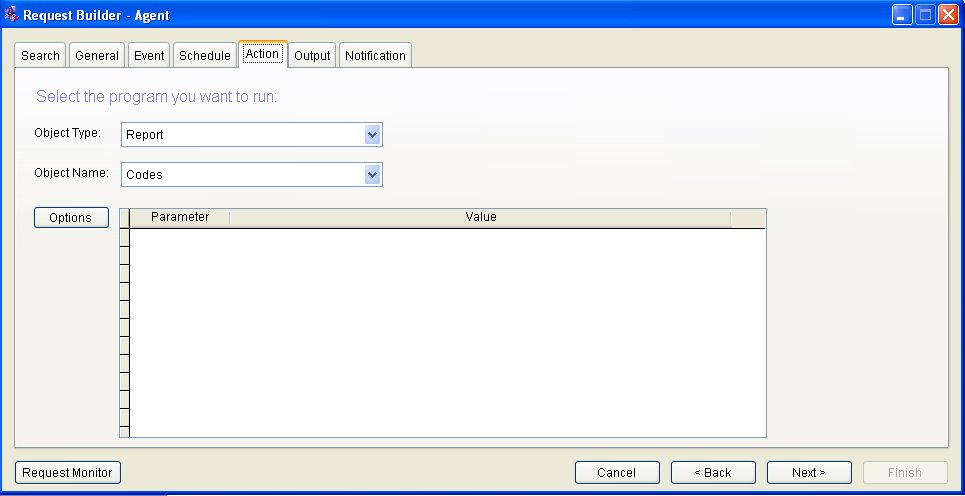 Request Builder - Agent
Search General Event Schedule Action Output Notification
Select the program you want to run:
Object Type: Report
Object Name: Codes
Options Parameter Value
Request Monitor Cancel < Back Next > Finish